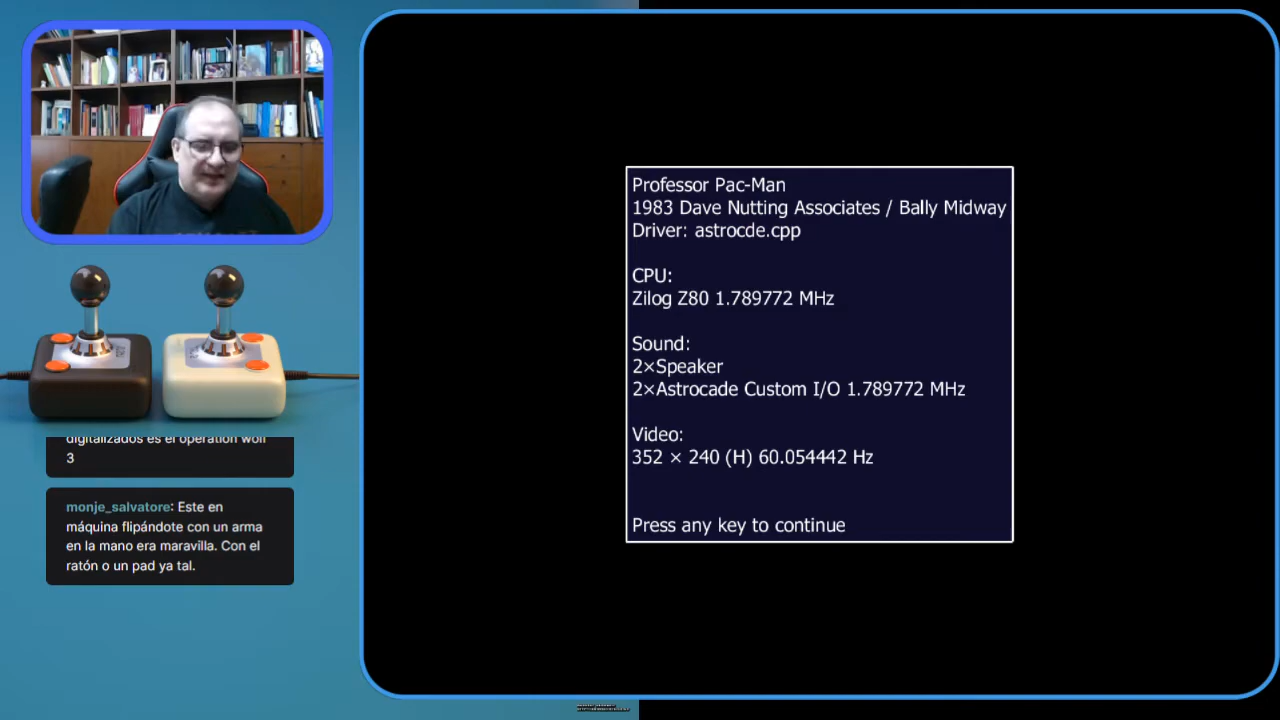 Professor Pac-Man
1983 Dave Nutting Associates / Bally Midway
Driver: astrocde.cpp
CPU:
Zilog Z80 1.789772 MHz
Sound:
2×Speaker
2×Astrocade Custom I/O 1.789772 MHz
Video:
352 × 240 (H) 60.054442 Hz
Press any key to continue
digitalizados es el operation wolf
3
monje_salvatore: Este en
máquina flipándote con un arma
en la mano era maravilla. Con el
ratón o un pad ya tal.